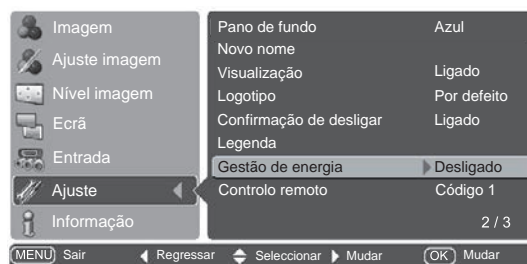 Imagem
Ajuste imagem
Nível imagem
Ecrã
Entrada
Ajuste
Informação
Pano de fundo Azul
Novo nome
Visualização Ligado
Logotipo Por defeito
Confirmação de desligar Ligado
Legenda
Gestão de energia Desligado
Controlo remoto Código 1
2 / 3
MENU Sair Regressar Seleccionar Mudar OK Mudar